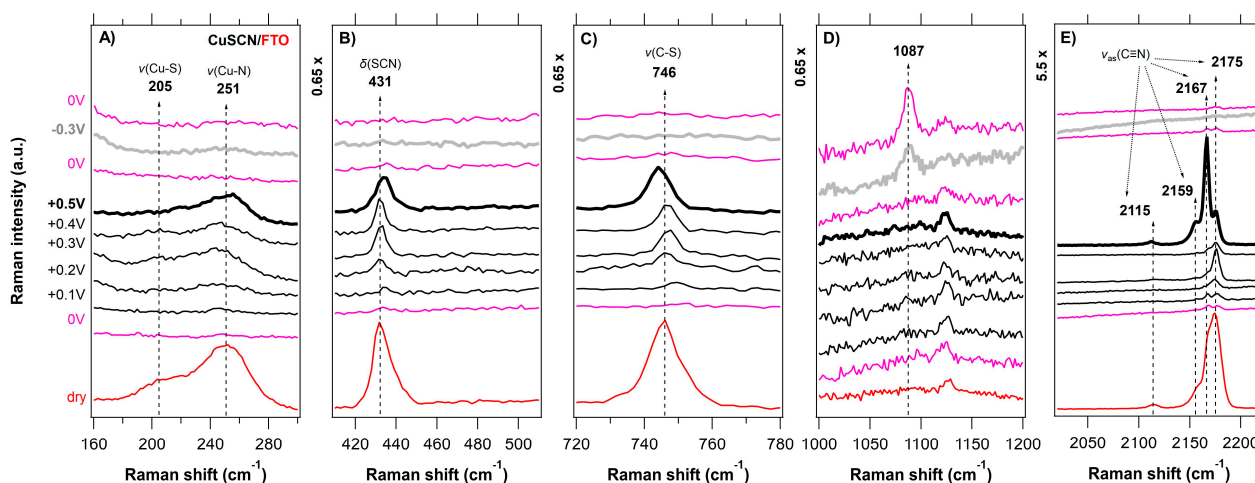 A)
CuSCN/FTO
ν(Cu-S)
205
ν(Cu-N)
251
0V
-0.3V
0V
+0.5V
+0.4V
+0.3V
+0.2V
+0.1V
0V
dry
Raman intensity (a.u.)
160
200
240
280
Raman shift (cm⁻¹)
0.65 x
B)
δ(SCN)
431
420
440
460
480
500
Raman shift (cm⁻¹)
0.65 x
C)
ν(C-S)
746
720
740
760
780
Raman shift (cm⁻¹)
0.65 x
D)
1087
1000
1050
1100
1150
1200
Raman shift (cm⁻¹)
5.5 x
E)
νas(C≡N)
2175
2167
2159
2115
2050
2100
2150
2200
Raman shift (cm⁻¹)